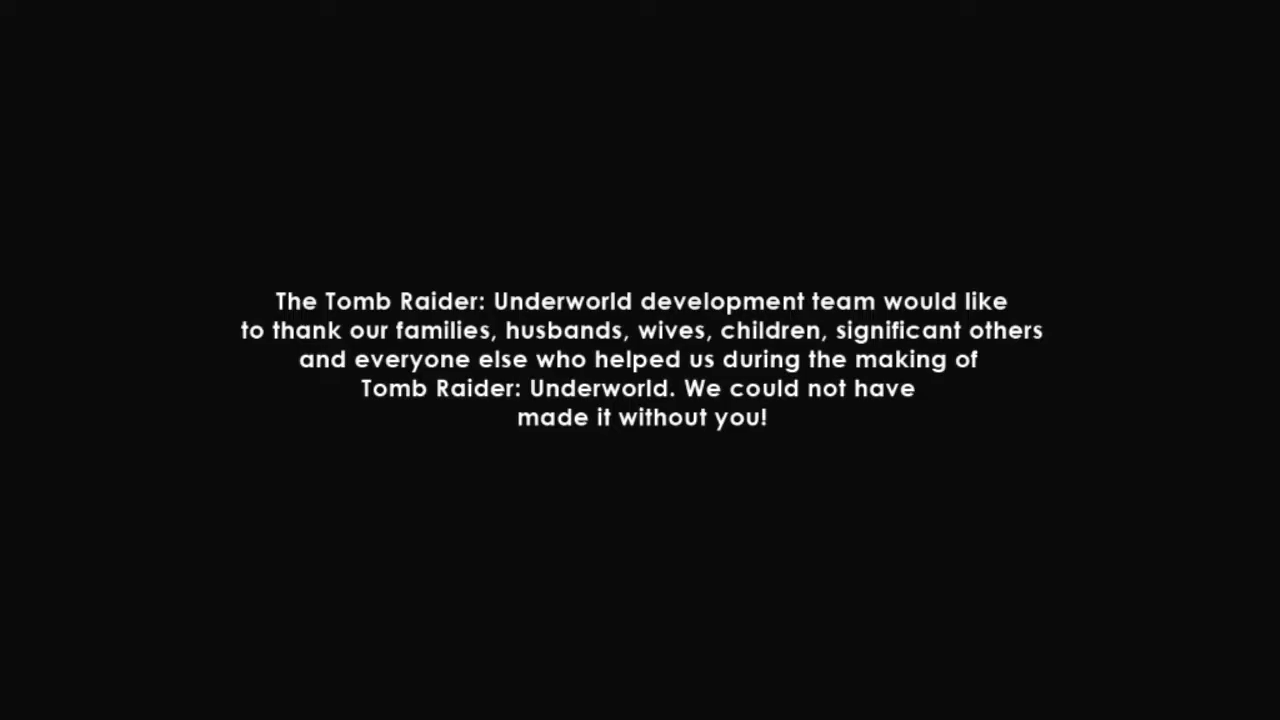 The Tomb Raider: Underworld development team would like
to thank our families, husbands, wives, children, significant others
and everyone else who helped us during the making of
Tomb Raider: Underworld. We could not have
made it without you!